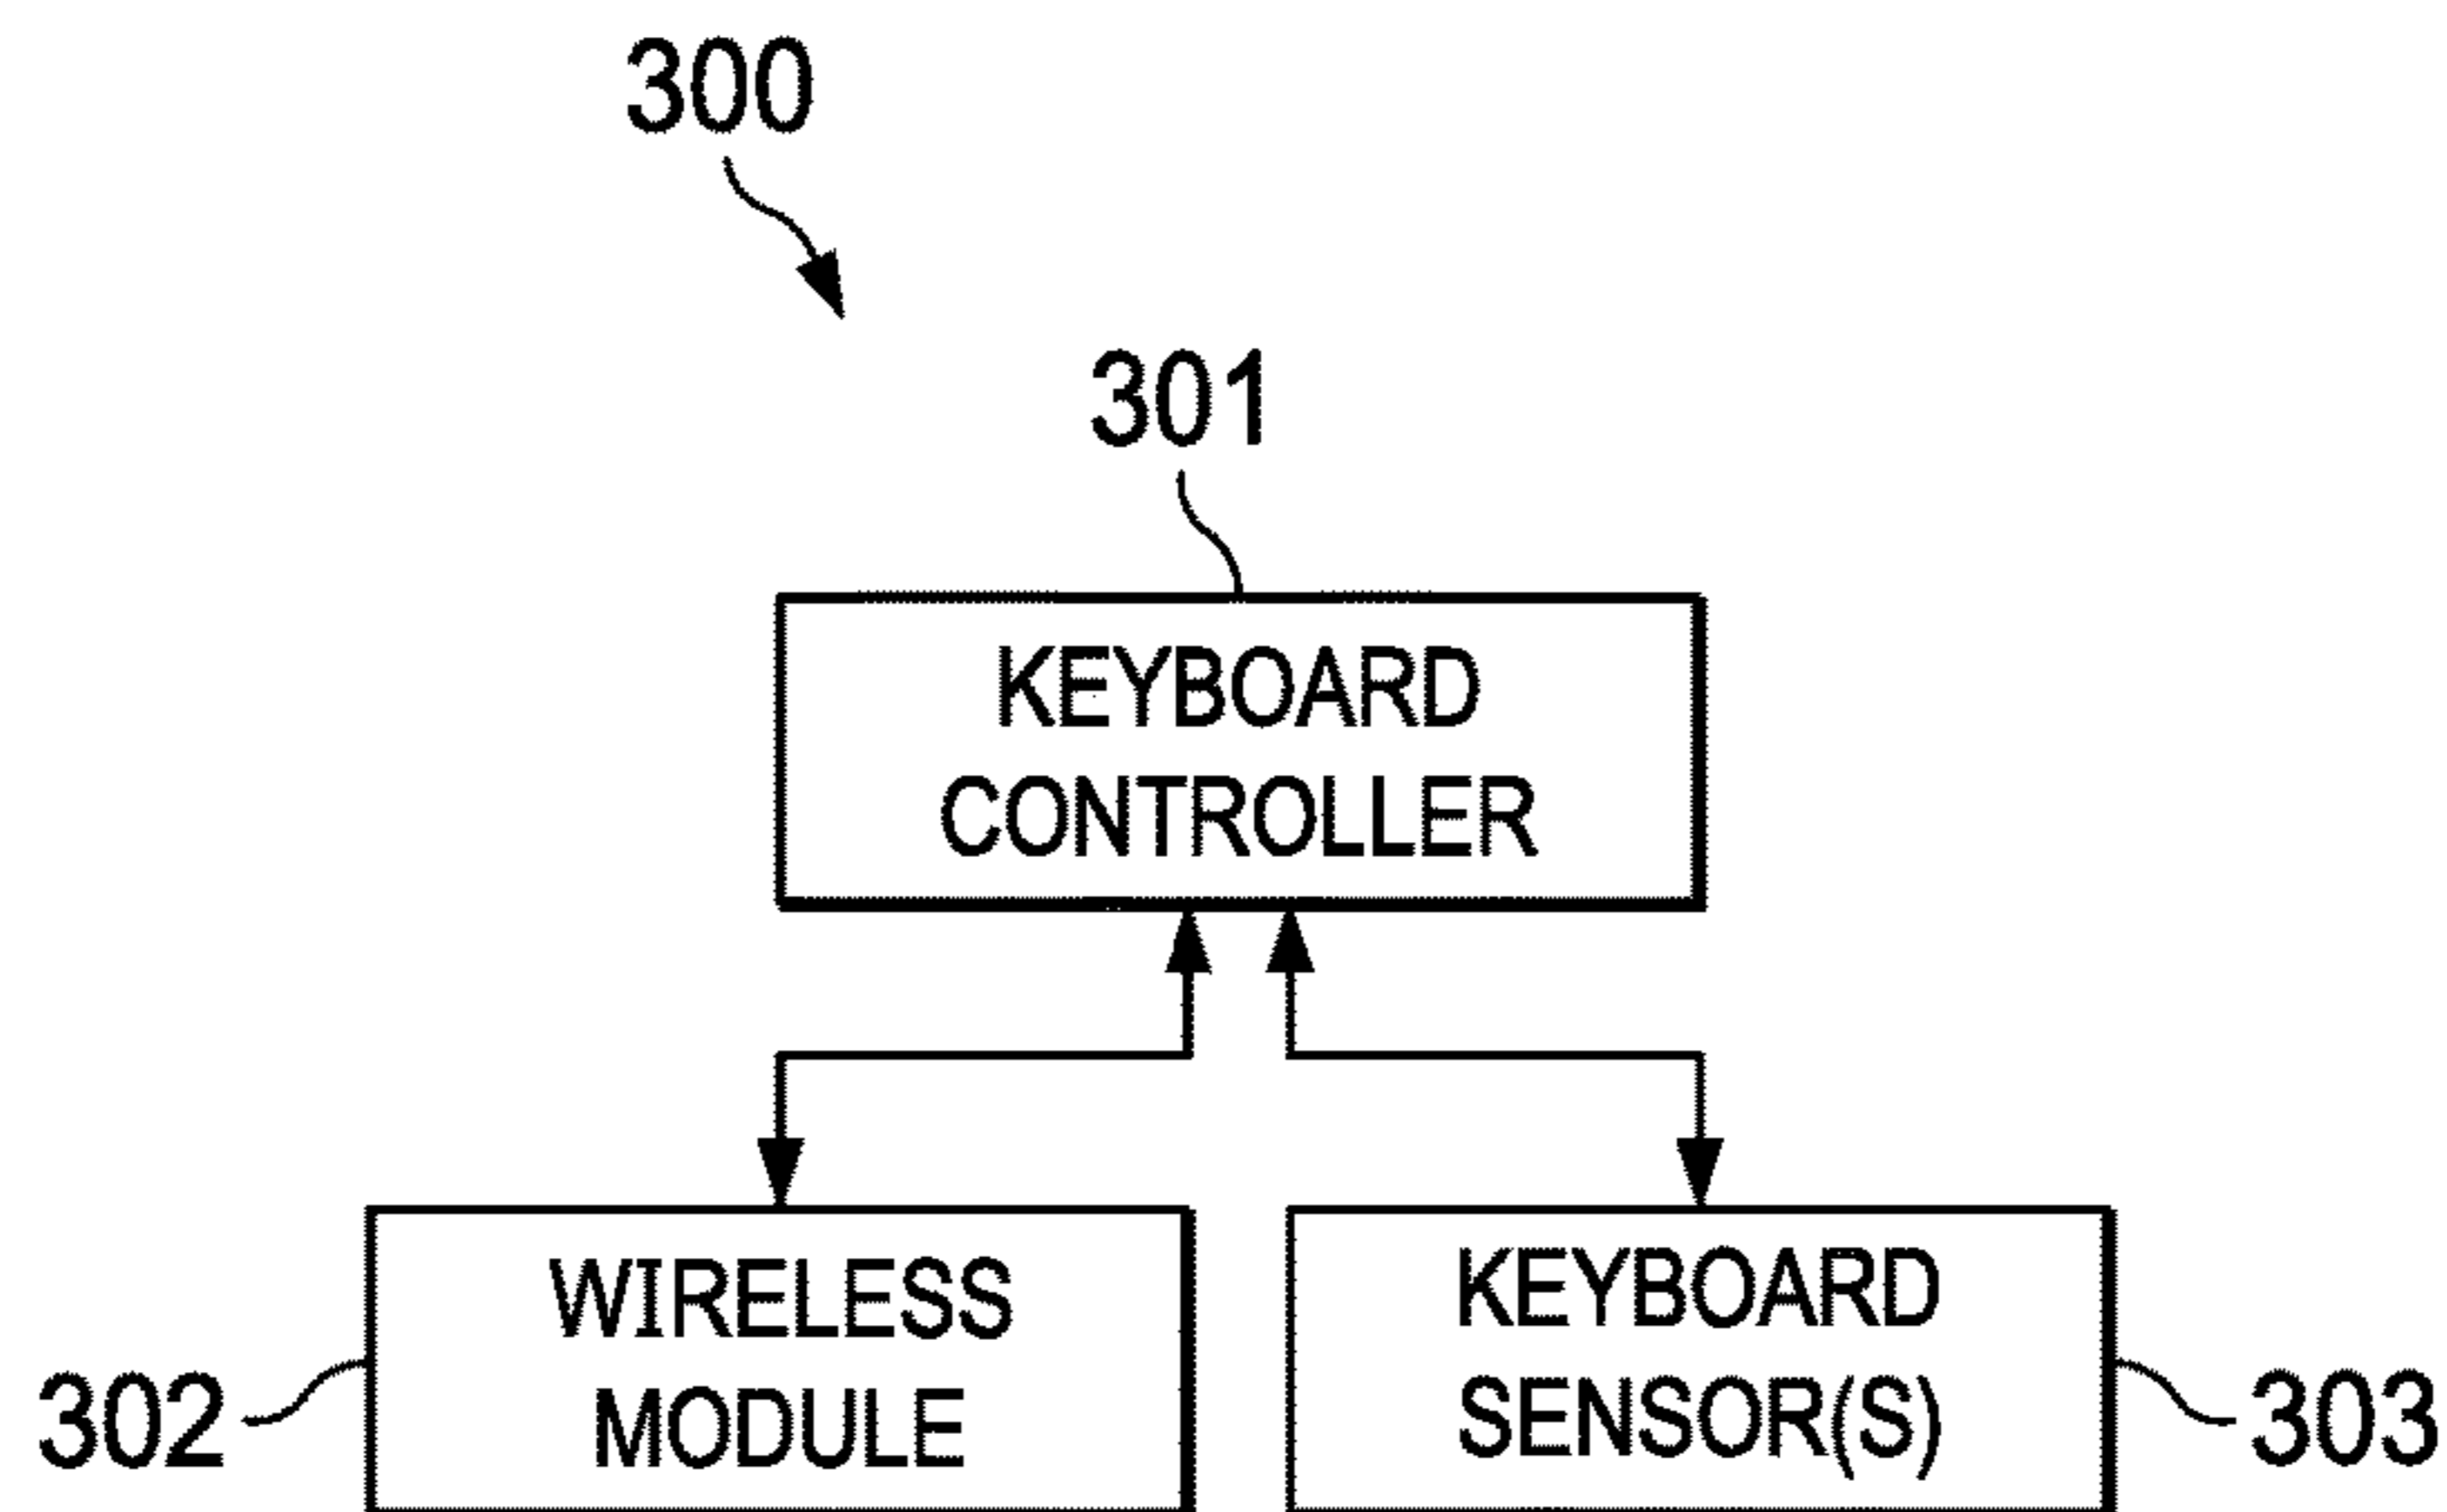 300
301
KEYBOARD
CONTROLLER
WIRELESS
MODULE
302
KEYBOARD
SENSOR(S)
303